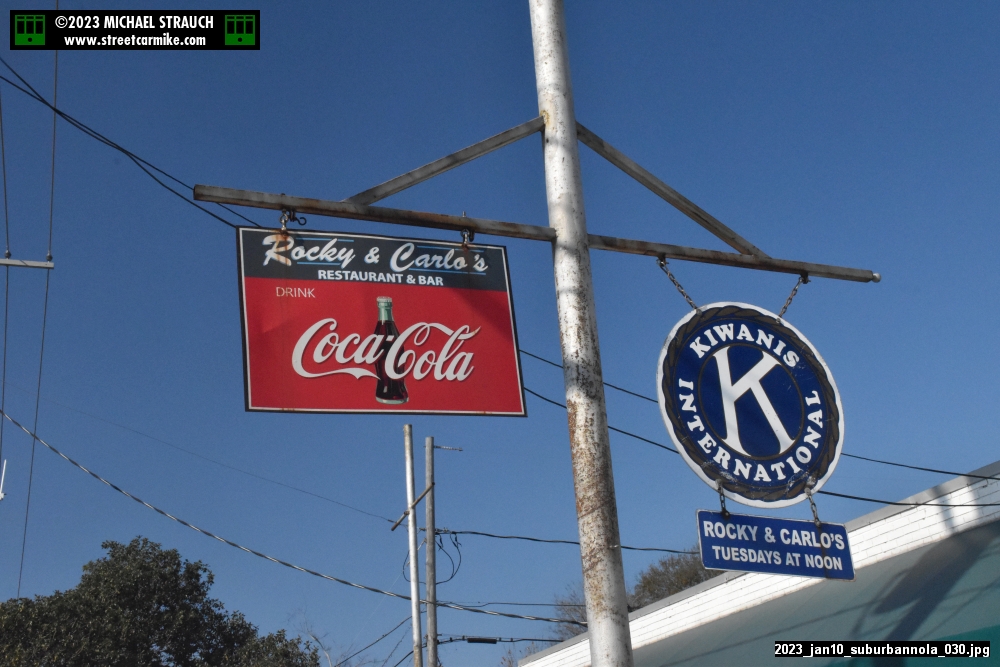 ©2023 MICHAEL STRAUCH
www.streetcarmike.com
Rocky & Carlo's
RESTAURANT & BAR
DRINK
Coca-Cola
KIWANIS
K
INTERNATIONAL
ROCKY & CARLO'S
TUESDAYS AT NOON
2023_jan10_suburbannola_030.jpg